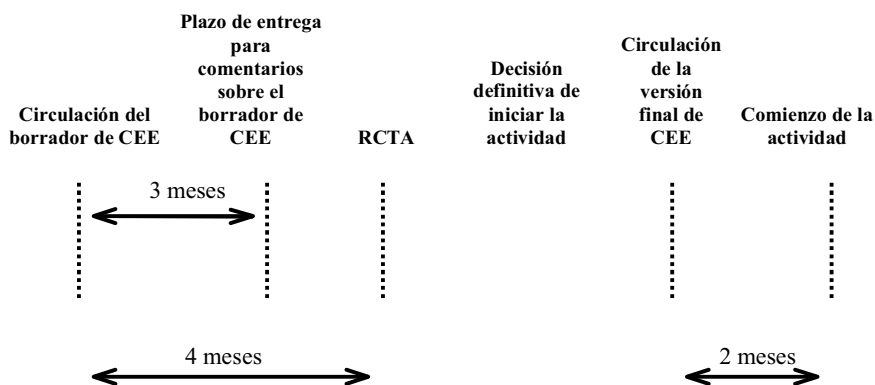 Circulación del
borrador de CEE
Plazo de entrega
para
comentarios
sobre el
borrador de
CEE
RCTA
Decisión
definitiva de
iniciar la
actividad
Circulación
de la
versión
final de
CEE
Comienzo de la
actividad
3 meses
4 meses
2 meses